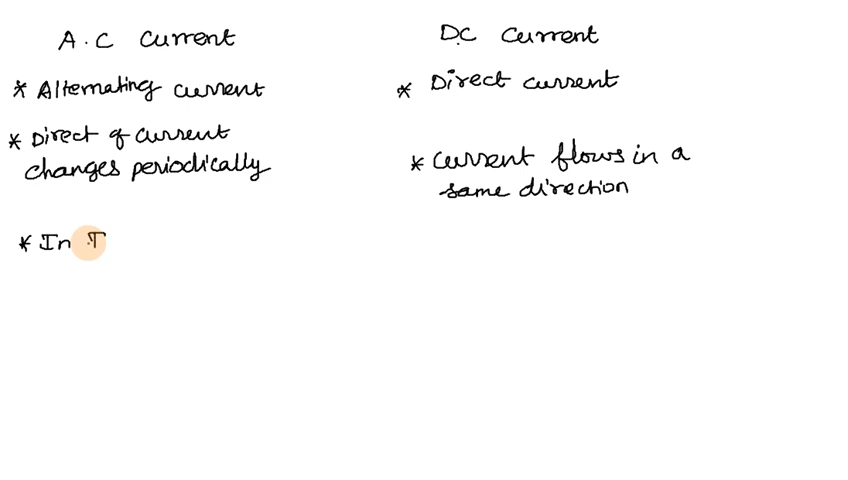 A.C Current
* Alternating current
* Direct of current
changes periodically
* In T
D.C Current
* Direct current
* Current flows in a
same direction